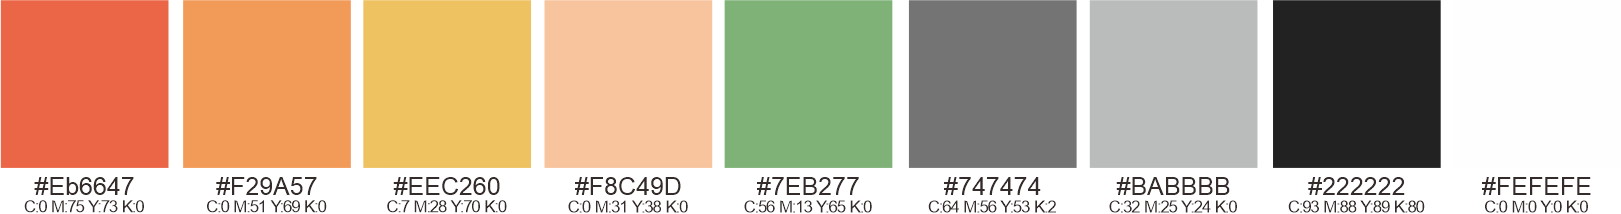 #Eb6647 #F29A57 #EEC260 #F8C49D #7EB277 #747474 #BABBBB #222222 #FEFEFE
C:0 M:75 Y:73 K:0 C:0 M:51 Y:69 K:0 C:7 M:28 Y:70 K:0 C:0 M:31 Y:38 K:0 C:56 M:13 Y:65 K:0 C:64 M:56 Y:53 K:2 C:32 M:25 Y:24 K:0 C:93 M:88 Y:89 K:80 C:0 M:0 Y:0 K:0